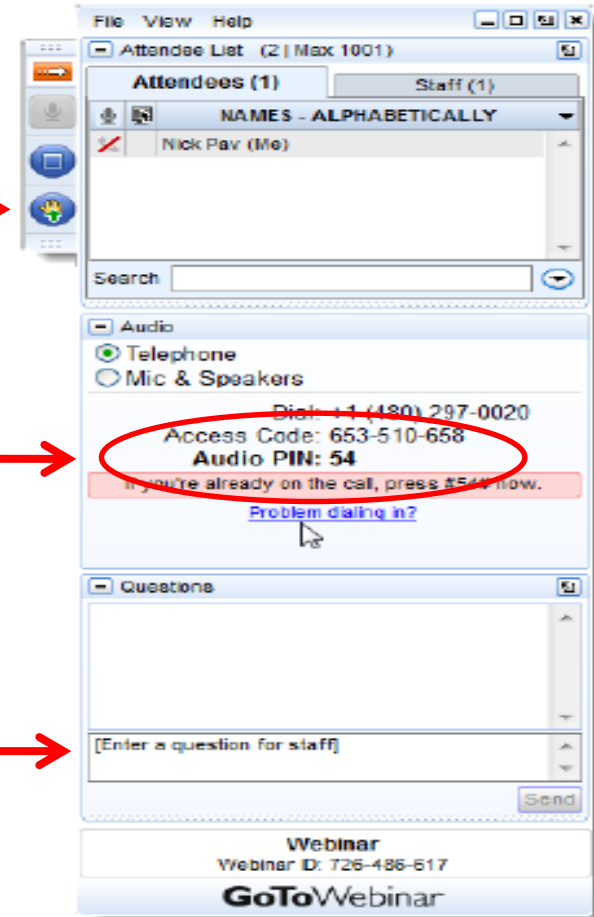 File View Help
Attendee List (2 | Max 1001)
Attendees (1) Staff (1)
NAMES - ALPHABETICALLY
Nick Pav (Me)
Search
Audio
Telephone
Mic & Speakers
Dial: +1 (480) 297-0020
Access Code: 653-510-658
Audio PIN: 54
If you're already on the call, press #54# now.
Problem dialing in?
Questions
[Enter a question for staff]
Send
Webinar
Webinar ID: 726-486-617
GoToWebinar